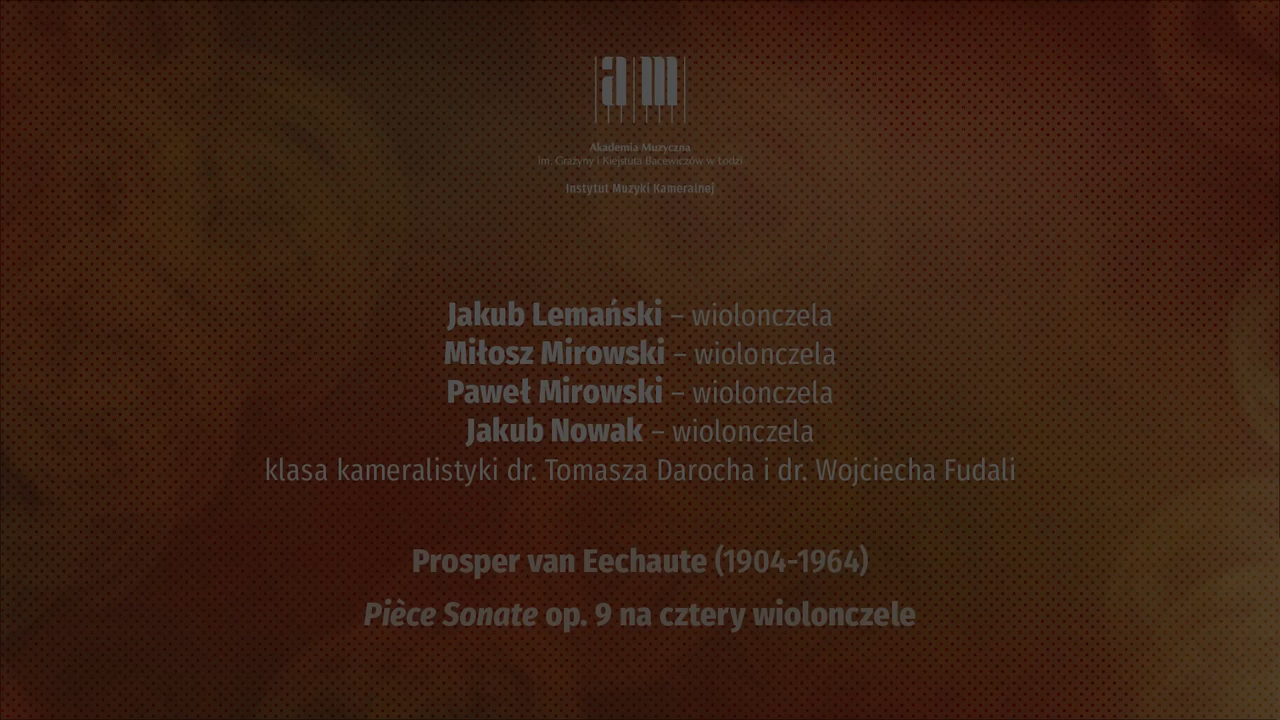 am
Akademia Muzyczna
im. Grażyny i Kiejstuta Bacewiczów w Łodzi
Instytut Muzyki Kameralnej
Jakub Lemański – wiolonczela
Miłosz Mirowski – wiolonczela
Paweł Mirowski – wiolonczela
Jakub Nowak – wiolonczela
klasa kameralistyki dr. Tomasza Darocha i dr. Wojciecha Fudali
Prosper van Eechaute (1904-1964)
Pièce Sonate op. 9 na cztery wiolonczele